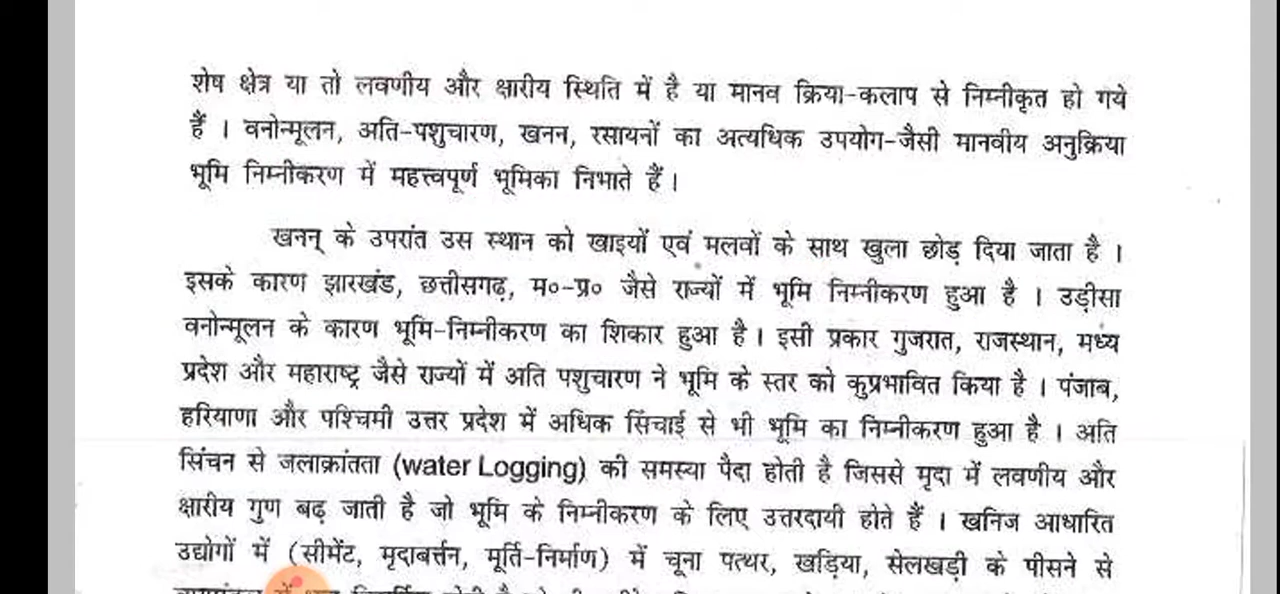 शेष क्षेत्र या तो लवणीय और क्षारीय स्थिति में है या मानव क्रिया-कलाप से निम्नीकृत हो गये
हैं । वनोन्मूलन, अति-पशुचारण, खनन, रसायनों का अत्यधिक उपयोग-जैसी मानवीय अनुक्रिया
भूमि निम्नीकरण में महत्त्वपूर्ण भूमिका निभाते हैं ।
खनन् के उपरांत उस स्थान को खाइयों एवं मलवों के साथ खुला छोड़ दिया जाता है ।
इसके कारण झारखंड, छत्तीसगढ़, म०-प्र० जैसे राज्यों में भूमि निम्नीकरण हुआ है । उड़ीसा
वनोन्मूलन के कारण भूमि-निम्नीकरण का शिकार हुआ है । इसी प्रकार गुजरात, राजस्थान, मध्य
प्रदेश और महाराष्ट्र जैसे राज्यों में अति पशुचारण ने भूमि के स्तर को कुप्रभावित किया है । पंजाब,
हरियाणा और पश्चिमी उत्तर प्रदेश में अधिक सिंचाई से भी भूमि का निम्नीकरण हुआ है । अति
सिंचन से जलाक्रांतता (water Logging) की समस्या पैदा होती है जिससे मृदा में लवणीय और
क्षारीय गुण बढ़ जाती है जो भूमि के निम्नीकरण के लिए उत्तरदायी होते हैं । खनिज आधारित
उद्योगों में (सीमेंट, मृदाबर्त्तन, मूर्ति-निर्माण) में चूना पत्थर, खड़िया, सेलखड़ी के पीसने से